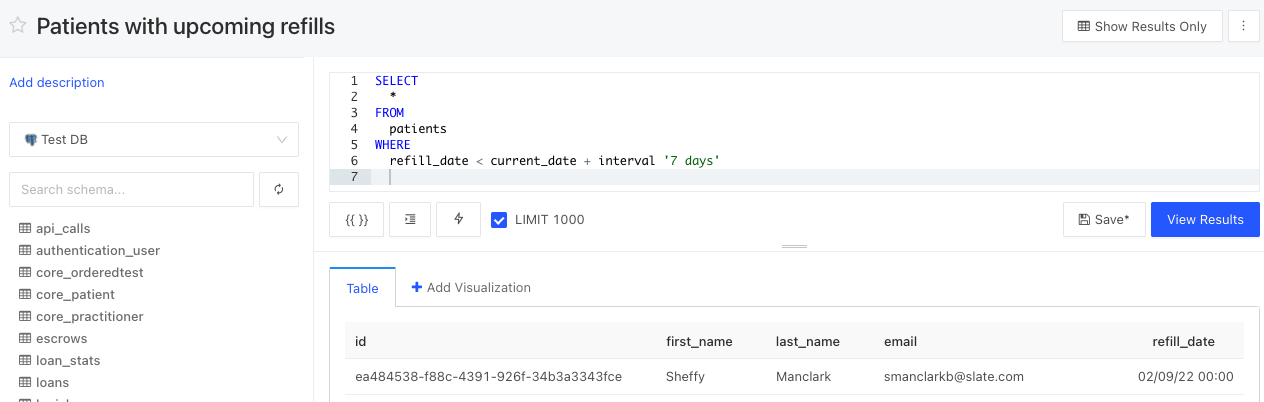 Patients with upcoming refills
Show Results Only
Add description
Test DB
Search schema...
api_calls
authentication_user
core_orderedtest
core_patient
core_practitioner
escrows
loan_stats
loans
1 SELECT
2 *
3 FROM
4 patients
5 WHERE
6 refill_date < current_date + interval '7 days'
7
{{ }} LIMIT 1000 Save* View Results
Table Add Visualization
id first_name last_name email refill_date
ea484538-f88c-4391-926f-34b3a3343fce Sheffy Manclark smanclarkb@slate.com 02/09/22 00:00